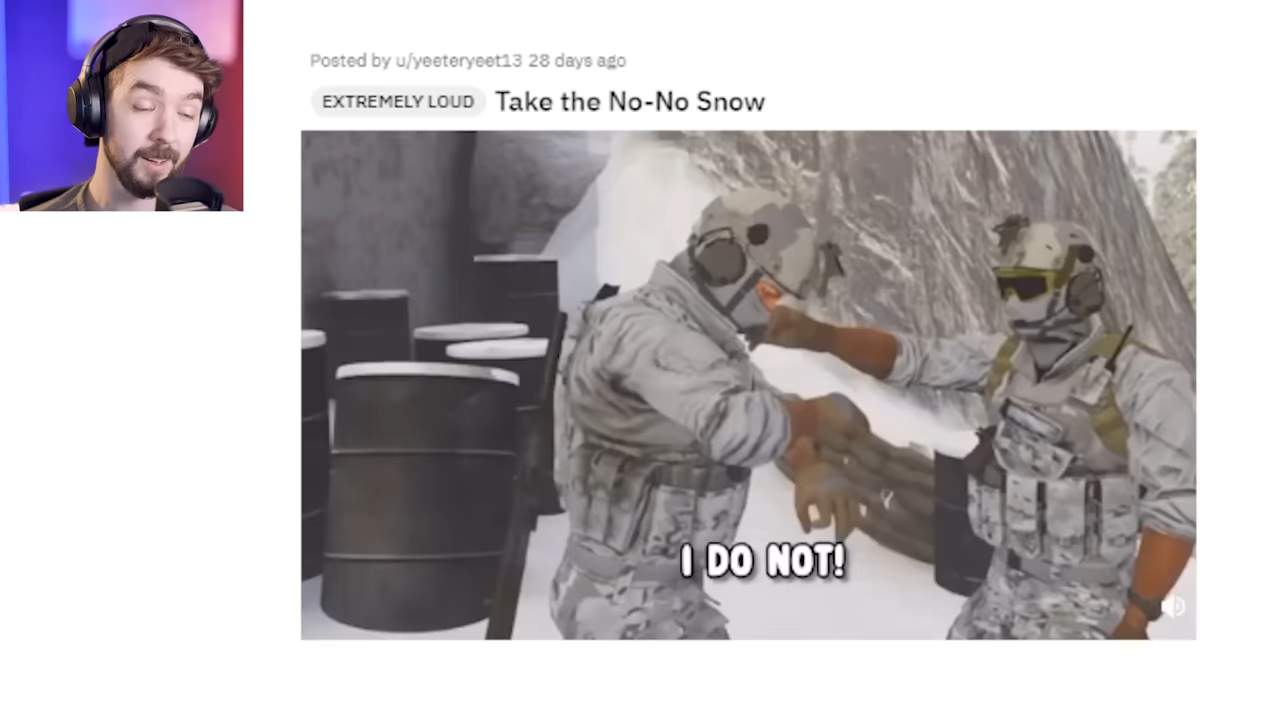 Posted by u/yeeteryeet13 28 days ago
EXTREMELY LOUD Take the No-No Snow
I DO NOT!